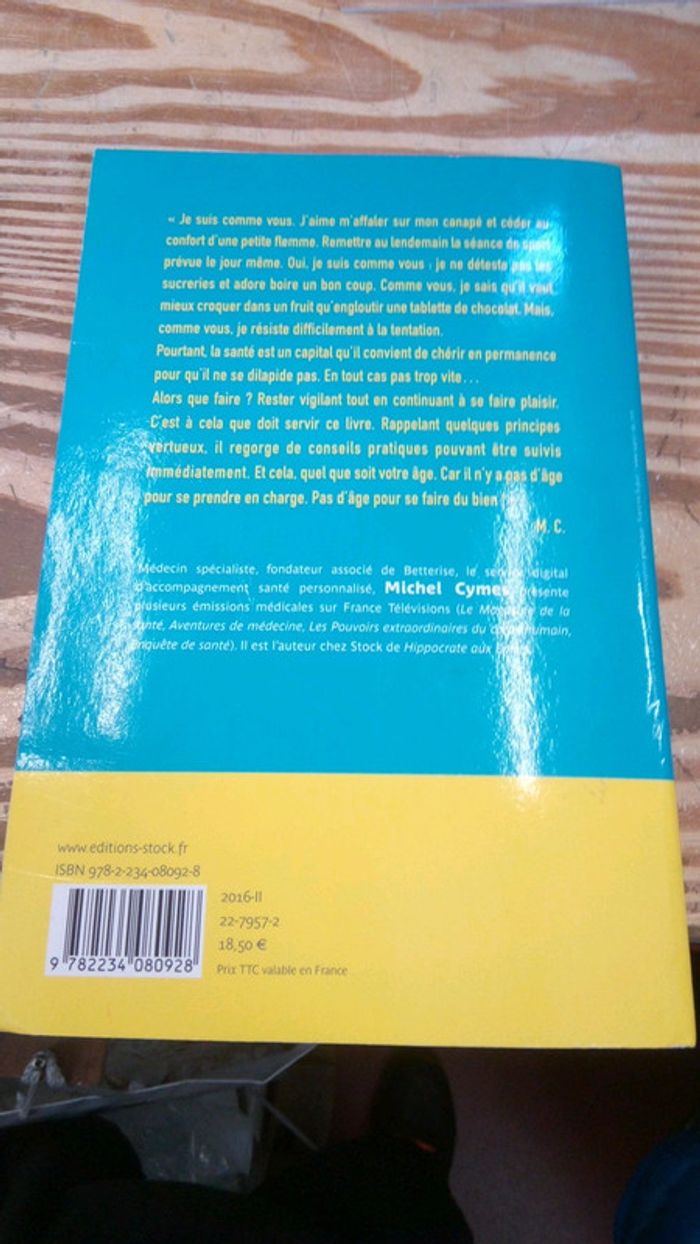 « Je suis comme vous. J'aime m'affaler sur mon canapé et céder au
confort d'une petite flemme. Remettre au lendemain la séance de sport
prévue le jour même. Oui, je suis comme vous : je ne déteste pas les
sucreries et adore boire un bon coup. Comme vous, je sais qu'il vaut
mieux croquer dans un fruit qu'engloutir une tablette de chocolat. Mais,
comme vous, je résiste difficilement à la tentation.
Pourtant, la santé est un capital qu'il convient de chérir en permanence
pour qu'il ne se dilapide pas. En tout cas pas trop vite...
Alors que faire ? Rester vigilant tout en continuant à se faire plaisir.
C'est à cela que doit servir ce livre. Rappelant quelques principes
vertueux, il regorge de conseils pratiques pouvant être suivis
immédiatement. Et cela, quel que soit votre âge. Car il n'y a pas d'âge
pour se prendre en charge. Pas d'âge pour se faire du bien
M. C.
Médecin spécialiste, fondateur associé de Betterise, le service digital
d'accompagnement santé personnalisé, Michel Cymes présente
plusieurs émissions médicales sur France Télévisions (Le Magazine de la
santé, Aventures de médecine, Les Pouvoirs extraordinaires du corps humain,
enquête de santé). Il est l'auteur chez Stock de Hippocrate aux
www.editions-stock.fr
ISBN 978-2-234-08092-8
2016-II
22-7957-2
18,50 €
9 782234 080928
Prix TTC valable en France